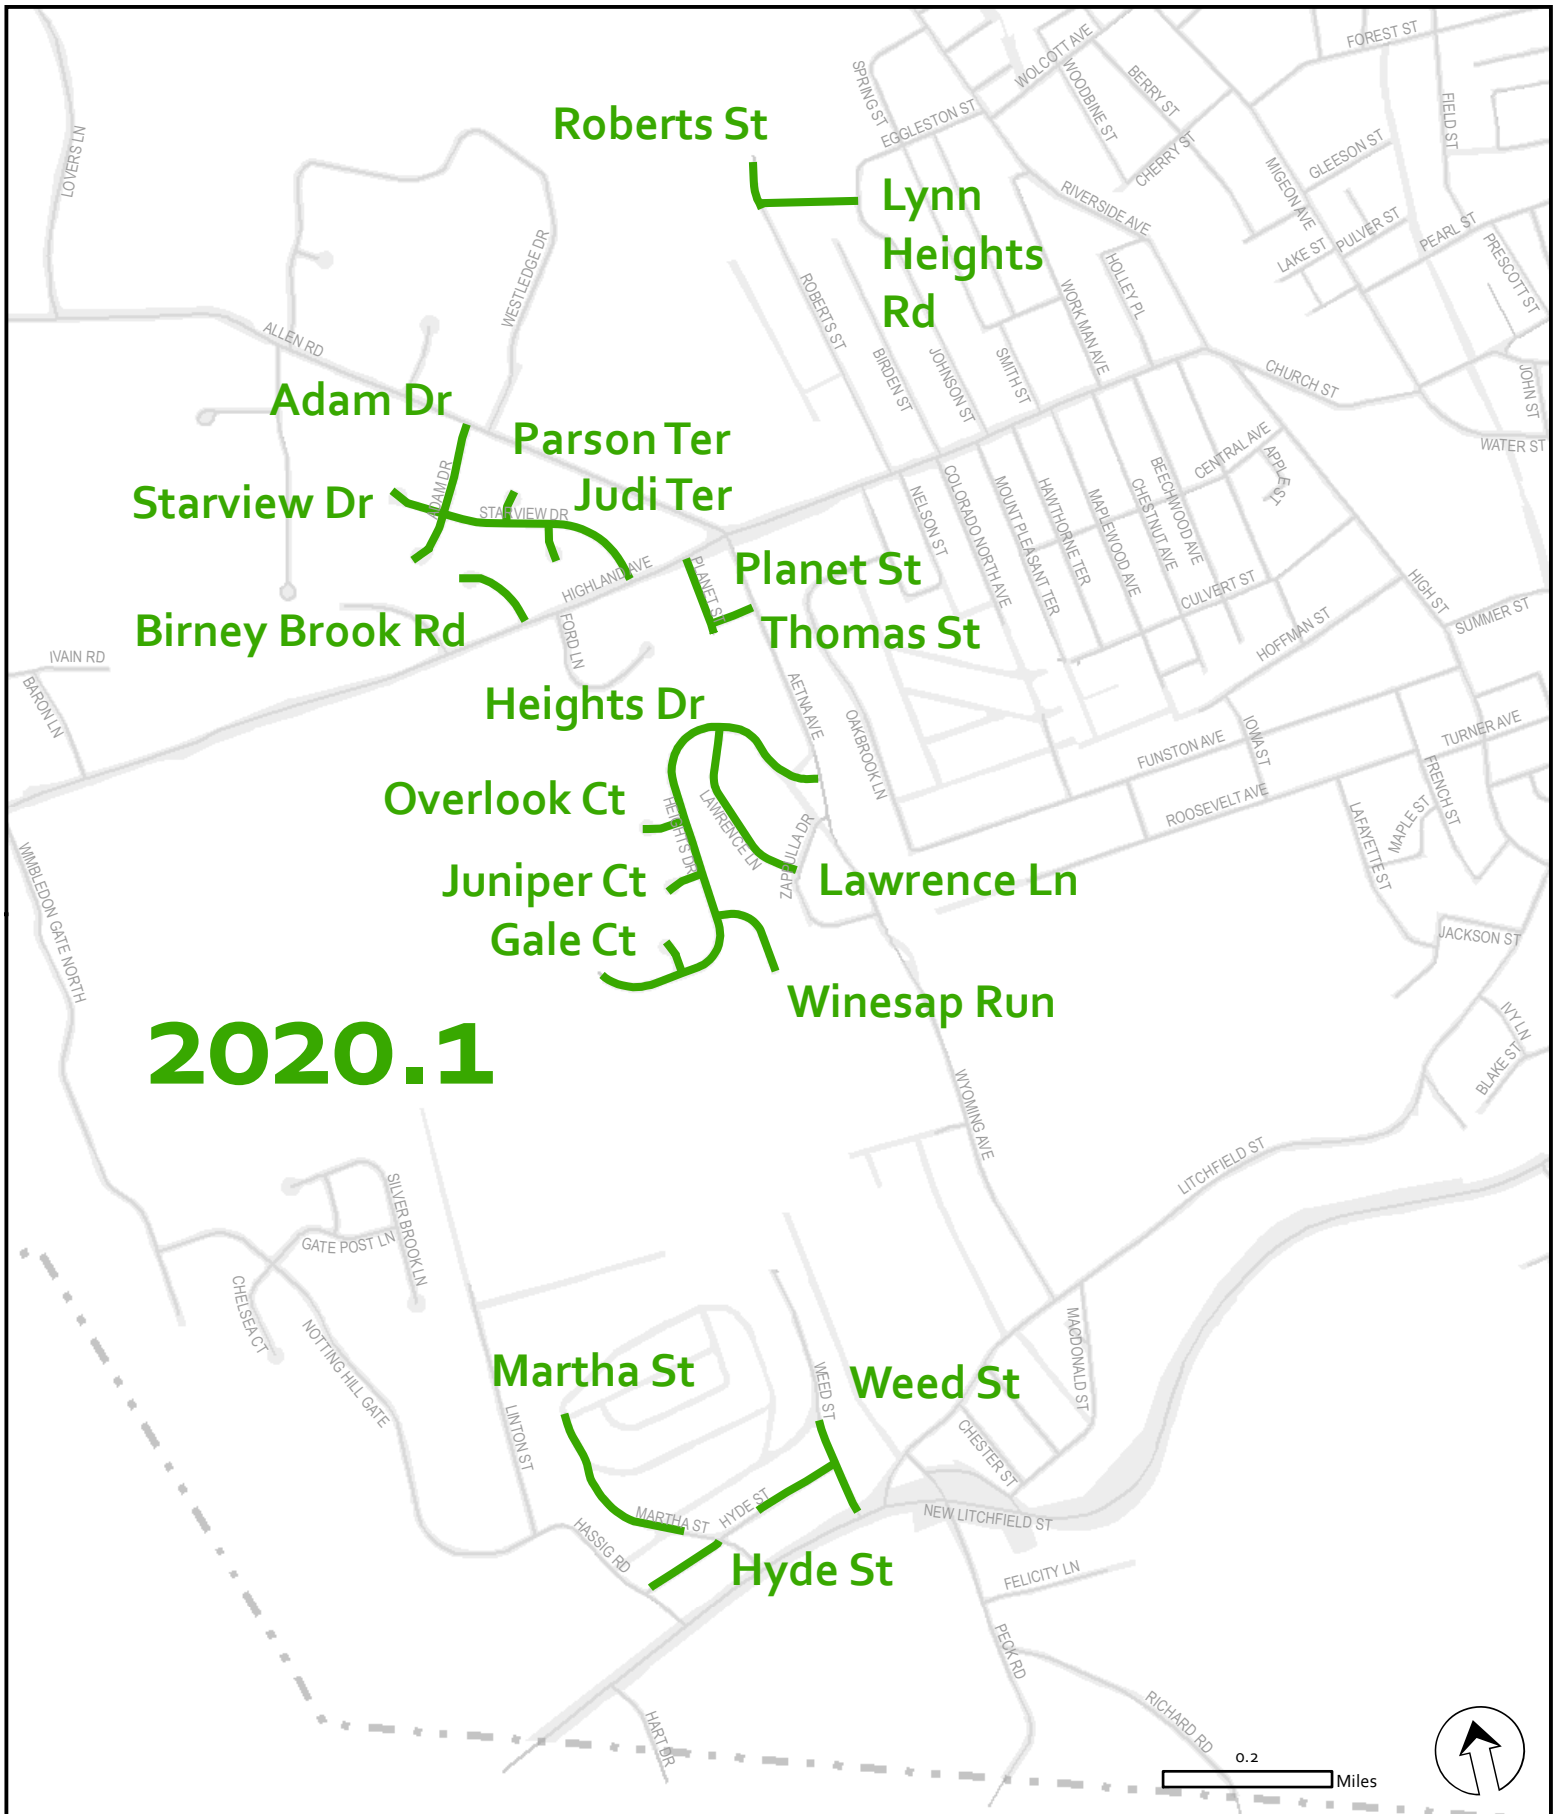 FOREST ST
WOLCOTT AVE
SPRING ST
WOODBINE ST
BERRY ST
FIELD ST
Roberts St
EGGLESTON ST
LOVERS LN
CHERRY ST
GLEESON ST
MIGEON AVE
Lynn
Heights
Rd
RIVERSIDE AVE
PULVER ST
PEARL ST
LAKE ST
PRESCOTT ST
WESTLEDGE DR
HOLLEY PL
ROBERTS ST
WORKMAN AVE
ALLEN RD
BIRDEN ST
JOHNSON ST
SMITH ST
CHURCH ST
JOHN ST
Adam Dr
Parson Ter
WATER ST
CENTRAL AVE
APPLE ST
ADAM DR
Starview Dr
STARVIEW DR
Judi Ter
NELSON ST
COLORADO NORTH AVE
MOUNT PLEASANT TER
HAWTHORNE TER
MAPLEWOOD AVE
CHESTNUT AVE
BEECHWOOD AVE
HIGHLAND AVE
PLANET ST
Planet St
CULVERT ST
HIGH ST
SUMMER ST
Birney Brook Rd
FORD LN
Thomas St
HOFFMAN ST
IVAIN RD
BARON LN
Heights Dr
AETNA AVE
OAKBROOK LN
IOWA ST
FUNSTON AVE
TURNER AVE
FRENCH ST
Overlook Ct
HEIGHTS DR
LAWRENCE LN
ROOSEVELT AVE
LAFAYETTE ST
MAPLE ST
ZAPPULLA DR
Juniper Ct
Lawrence Ln
WIMBLEDON GATE NORTH
Gale Ct
JACKSON ST
Winesap Run
IVY LN
BLAKE ST
2020.1
WYOMING AVE
LITCHFIELD ST
SILVER BROOK LN
GATE POST LN
CHELSEA CT
NOTTING HILL GATE
MACDONALD ST
Martha St
WEED ST
Weed St
LINTON ST
CHESTER ST
MARTHA ST
HYDE ST
NEW LITCHFIELD ST
HASSIG RD
Hyde St
FELICITY LN
PECK RD
RICHARD RD
HART DR
0.2
Miles